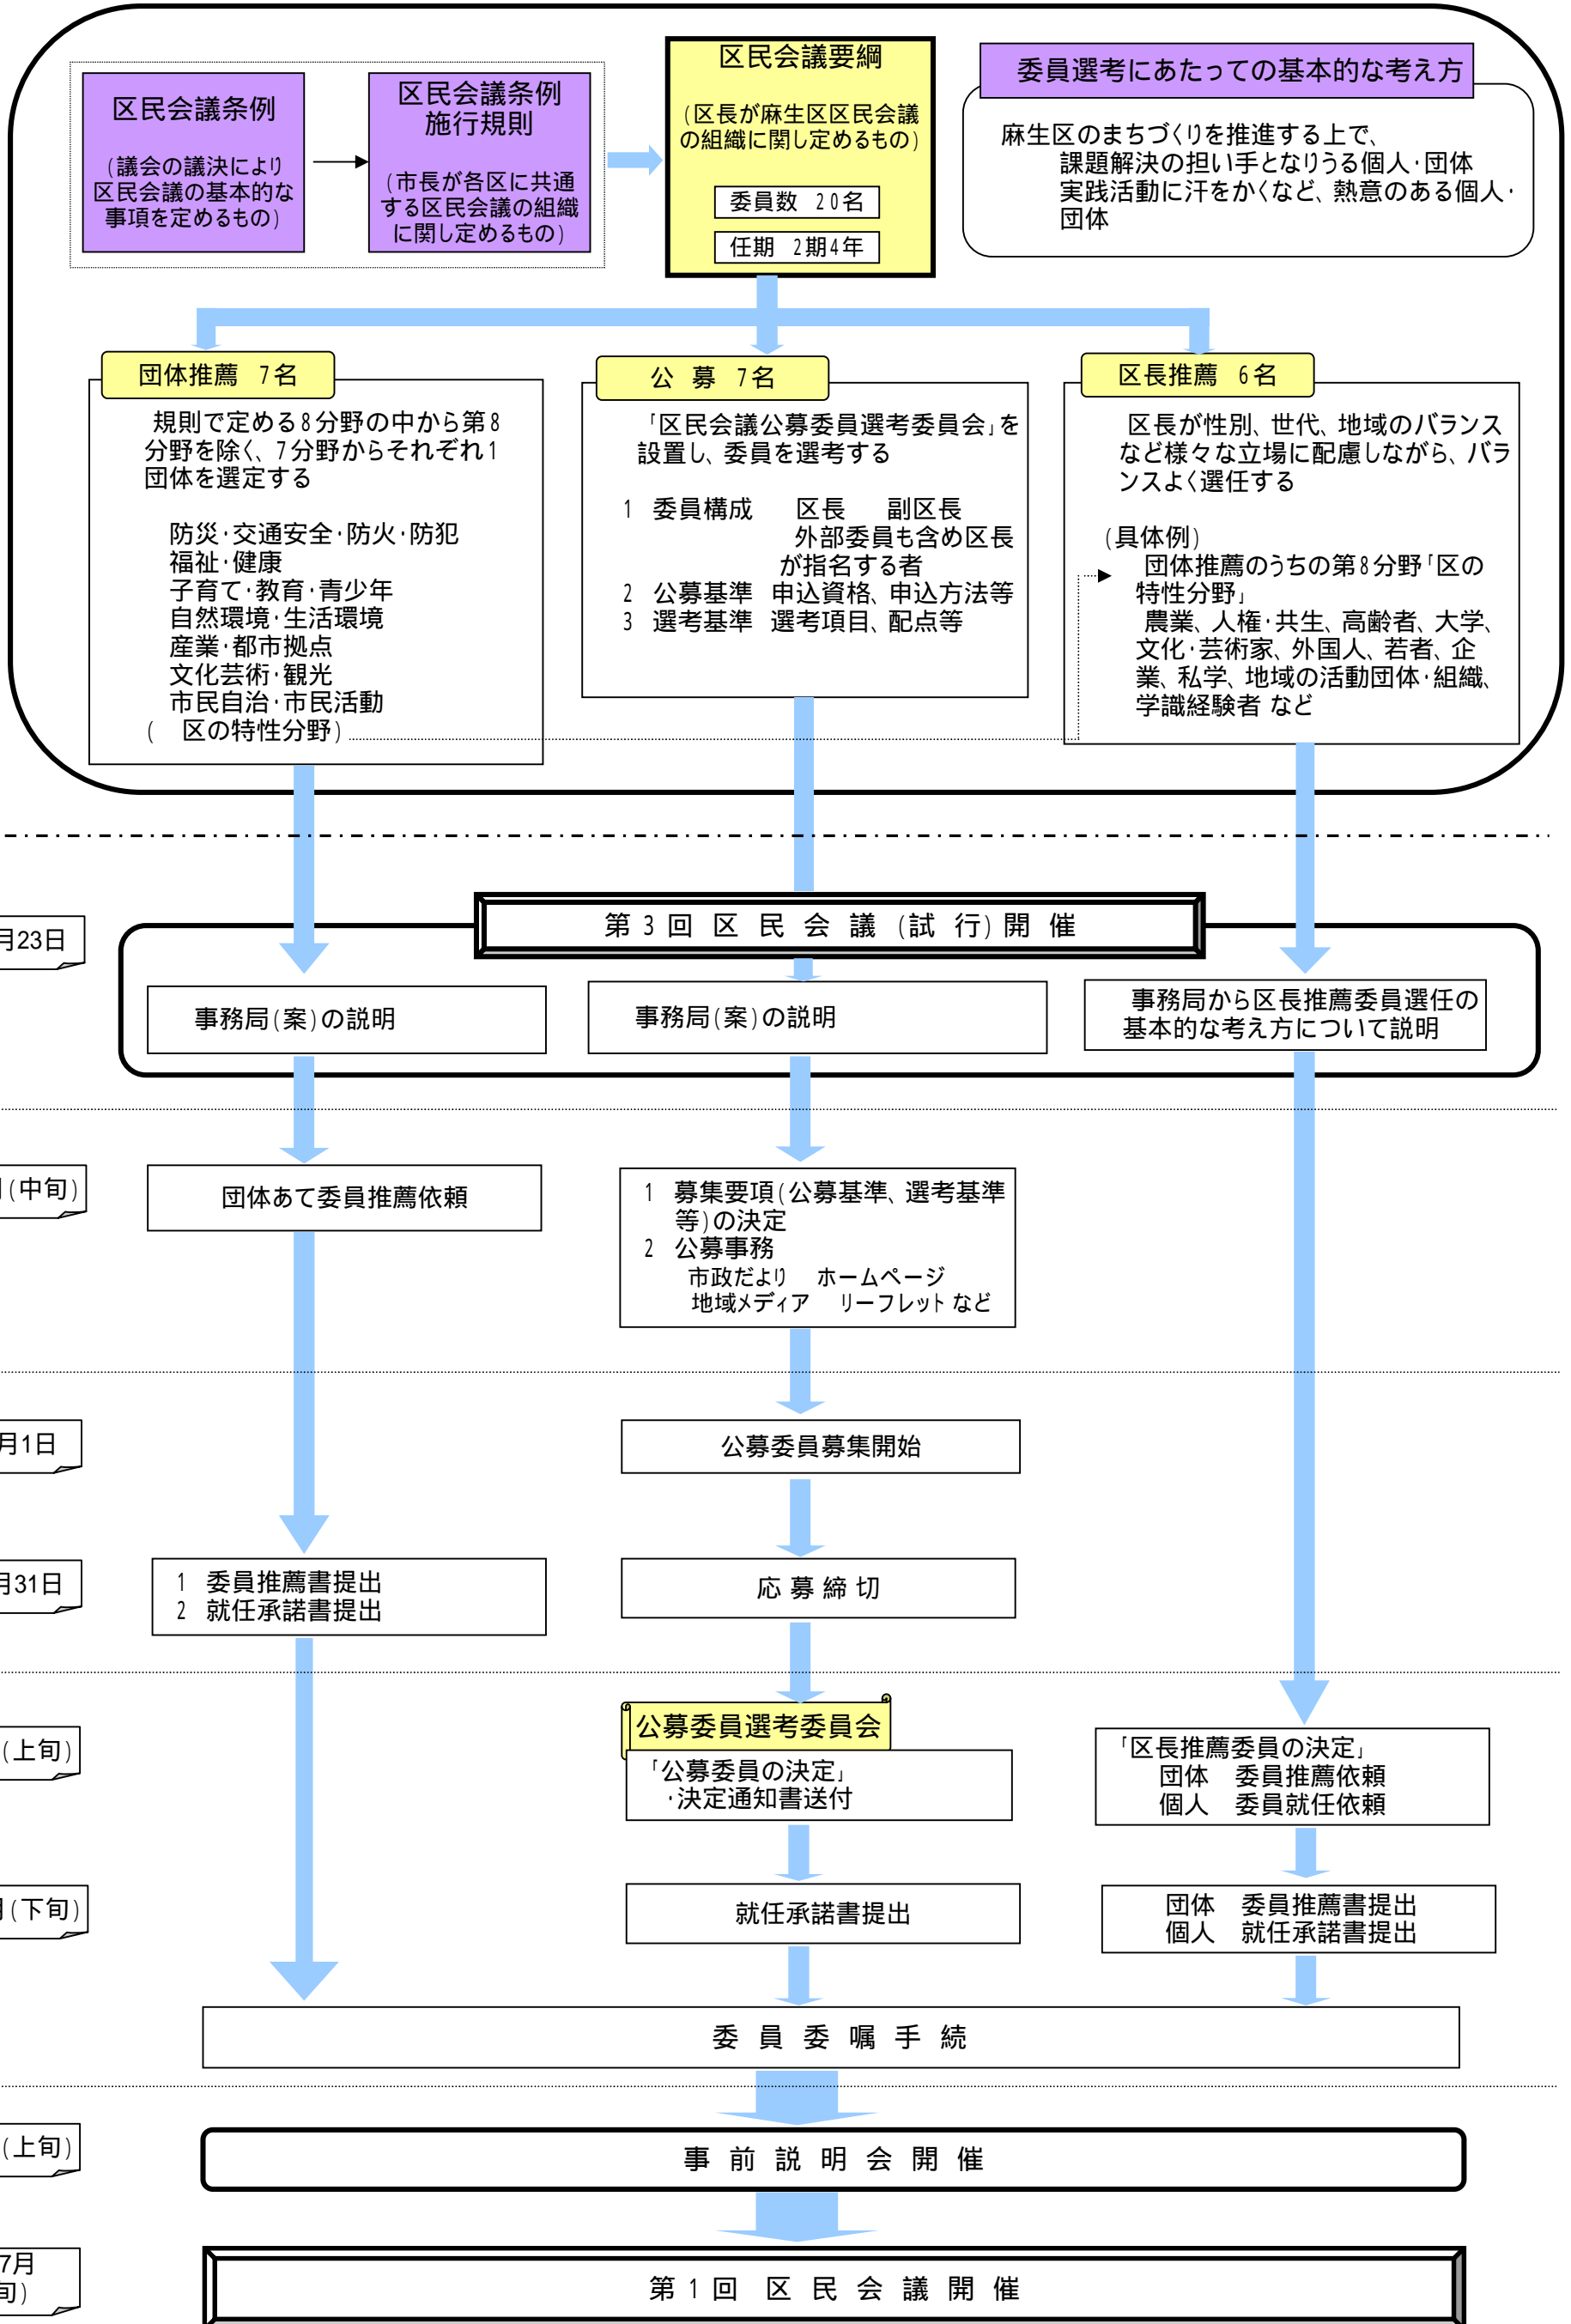 区民会議条例
(議会の議決により
区民会議の基本的な
事項を定めるもの)
区民会議条例
施行規則
(市長が各区に共通
する区民会議の組織
に関し定めるもの)
区民会議要綱
(区長が麻生区区民会議
の組織に関し定めるもの)
委員数 20名
任期 2期4年
委員選考にあたっての基本的な考え方
麻生区のまちづくりを推進する上で、
課題解決の担い手となりうる個人・団体
実践活動に汗をかくなど、熱意のある個人・
団体
団体推薦 7名
規則で定める8分野の中から第8
分野を除く、7分野からそれぞれ1
団体を選定する
防災・交通安全・防火・防犯
福祉・健康
子育て・教育・青少年
自然環境・生活環境
産業・都市拠点
文化芸術・観光
市民自治・市民活動
( 区の特性分野)
公 募 7名
「区民会議公募委員選考委員会」を
設置し、委員を選考する
1 委員構成 区長 副区長
外部委員も含め区長
が指名する者
2 公募基準 申込資格、申込方法等
3 選考基準 選考項目、配点等
区長推薦 6名
区長が性別、世代、地域のバランス
など様々な立場に配慮しながら、バラ
ンスよく選任する
(具体例)
団体推薦のうちの第8分野「区の
特性分野」
農業、人権・共生、高齢者、大学、
文化・芸術家、外国人、若者、企
業、私学、地域の活動団体・組織、
学識経験者 など
月23日
第3回 区 民 会 議 (試 行) 開 催
事務局(案)の説明
事務局(案)の説明
事務局から区長推薦委員選任の
基本的な考え方について説明
(中旬)
団体あて委員推薦依頼
1 募集要項(公募基準、選考基準
等)の決定
2 公募事務
市政だより ホームページ
地域メディア リーフレット など
月1日
公募委員募集開始
月31日
1 委員推薦書提出
2 就任承諾書提出
応 募 締 切
(上旬)
公募委員選考委員会
「公募委員の決定」
・決定通知書送付
「区長推薦委員の決定」
団体 委員推薦依頼
個人 委員就任依頼
(下旬)
就任承諾書提出
団体 委員推薦書提出
個人 就任承諾書提出
委 員 委 嘱 手 続
(上旬)
事 前 説 明 会 開 催
7月
旬)
第1回 区 民 会 議 開 催